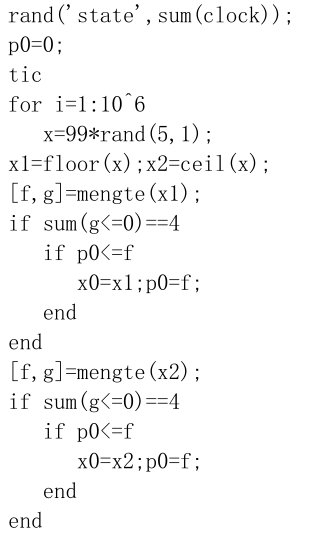 rand('state',sum(clock));
p0=0;
tic
for i=1:10^6
   x=99*rand(5,1);
x1=floor(x);x2=ceil(x);
[f,g]=mengte(x1);
if sum(g<=0)==4
   if p0<=f
      x0=x1;p0=f;
   end
end
[f,g]=mengte(x2);
if sum(g<=0)==4
   if p0<=f
      x0=x2;p0=f;
   end
end